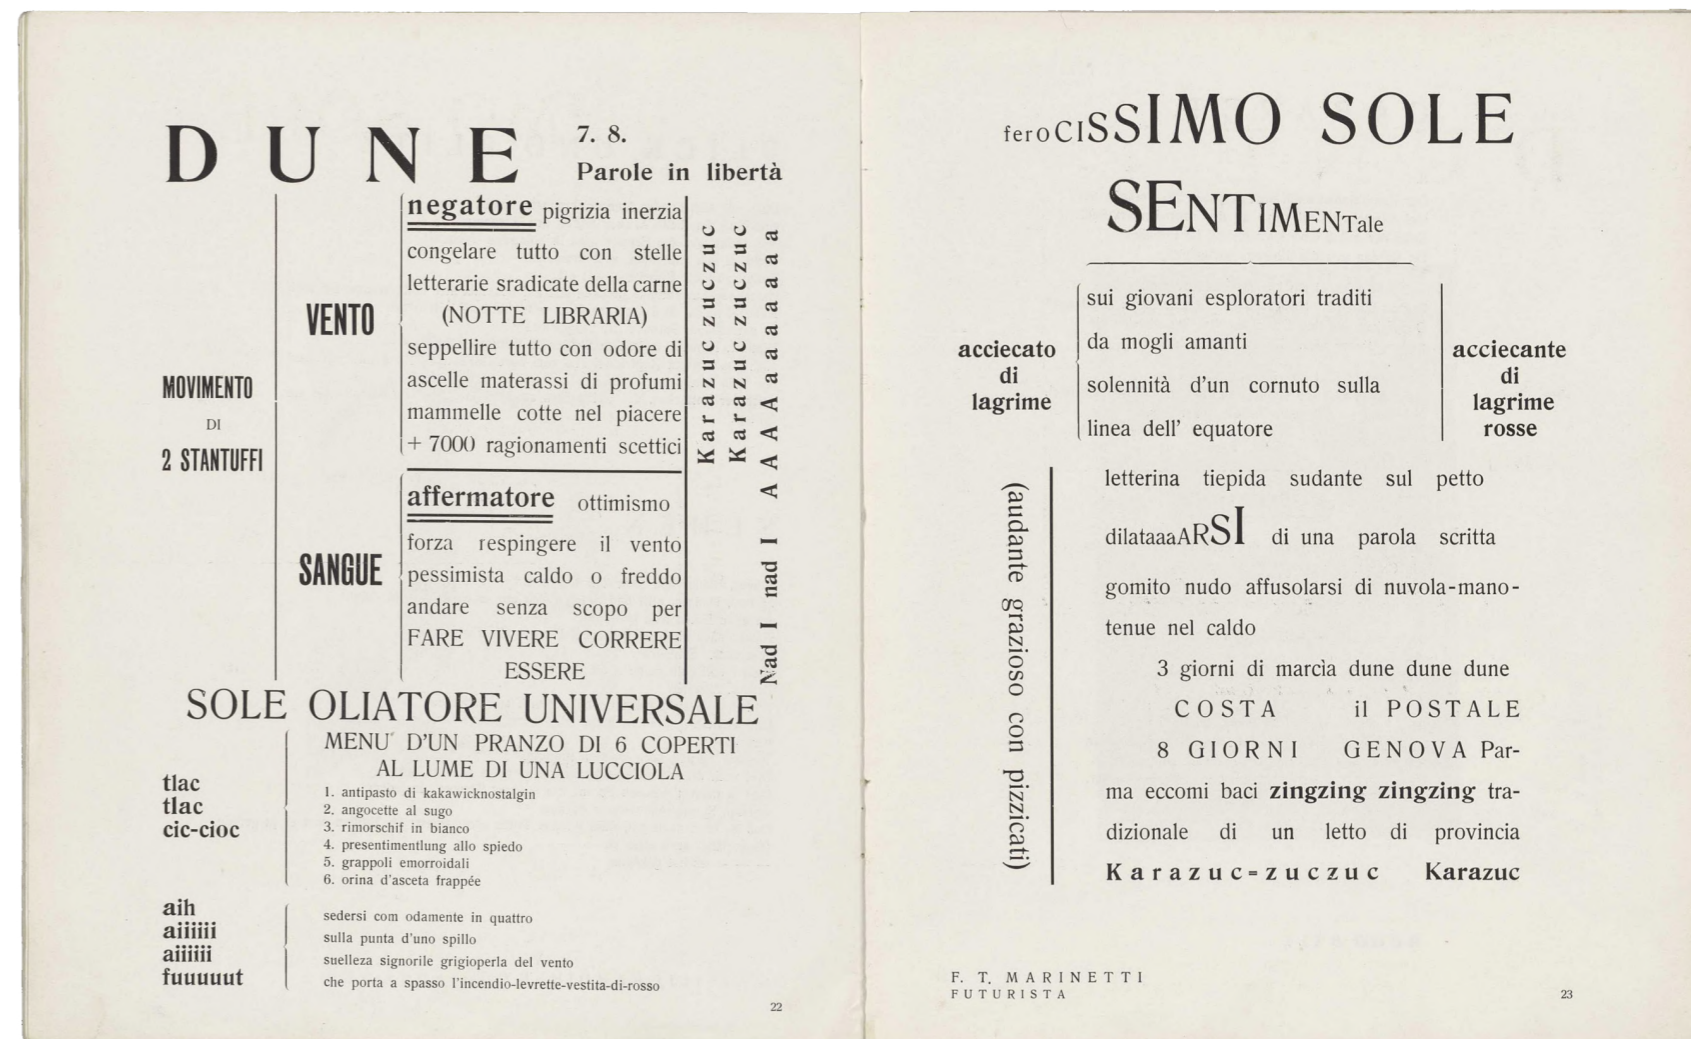 DUNE
7. 8.
Parole in libertà
MOVIMENTO
DI
2 STANTUFFI
VENTO
negatore pigrizia inerzia
congelare tutto con stelle
letterarie sradicate della carne
(NOTTE LIBRARIA)
seppellire tutto con odore di
ascelle materassi di profumi
mammelle cotte nel piacere
+ 7000 ragionamenti scettici
SANGUE
affermatore ottimismo
forza respingere il vento
pessimista caldo o freddo
andare senza scopo per
FARE VIVERE CORRERE
ESSERE
Karazuc zuczuc
Karazuc zuczuc
Nad I nad I AAAAaaaaaaa
SOLE OLIATORE UNIVERSALE
tlac
tlac
cic-cioc
MENU' D'UN PRANZO DI 6 COPERTI
AL LUME DI UNA LUCCIOLA
1. antipasto di kakawicknostalgin
2. angocette al sugo
3. rimorschif in bianco
4. presentimentlung allo spiedo
5. grappoli emorroidali
6. orina d'asceta frappée
aih
aiiiiii
aiiiiii
fuuuuut
sedersi com odamente in quattro
sulla punta d'uno spillo
suelleza signorile grigioperla del vento
che porta a spasso l'incendio-levrette-vestita-di-rosso
22
feroCISSIMO SOLE
SENTIMENTale
acciecato
di
lagrime
sui giovani esploratori traditi
da mogli amanti
solennità d'un cornuto sulla
linea dell' equatore
acciecante
di
lagrime
rosse
(audante grazioso con pizzicati)
letterina tiepida sudante sul petto
dilataaaARSI di una parola scritta
gomito nudo affusolarsi di nuvola-mano-
tenue nel caldo
3 giorni di marcia dune dune dune
COSTA il POSTALE
8 GIORNI GENOVA Par-
ma eccomi baci zingzing zingzing tra-
dizionale di un letto di provincia
Karazuc-zuczuc Karazuc
F. T. MARINETTI
FUTURISTA
23